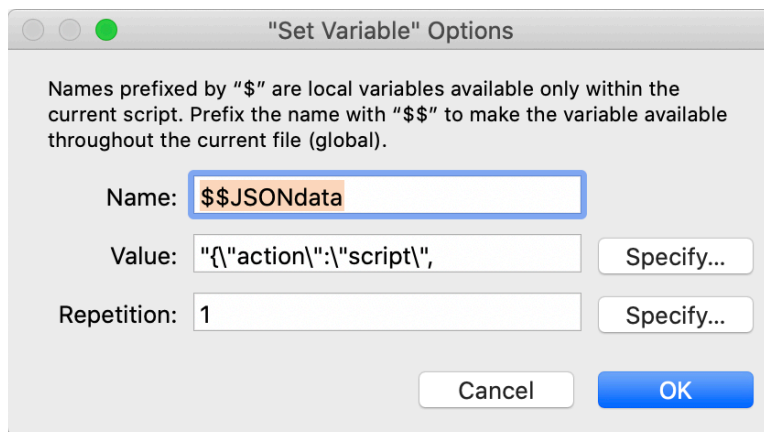 "Set Variable" Options
Names prefixed by “$” are local variables available only within the
current script. Prefix the name with “$$” to make the variable available
throughout the current file (global).
Name: $$JSONdata
Value: "{\"action\":\"script\", Specify...
Repetition: 1 Specify...
Cancel OK